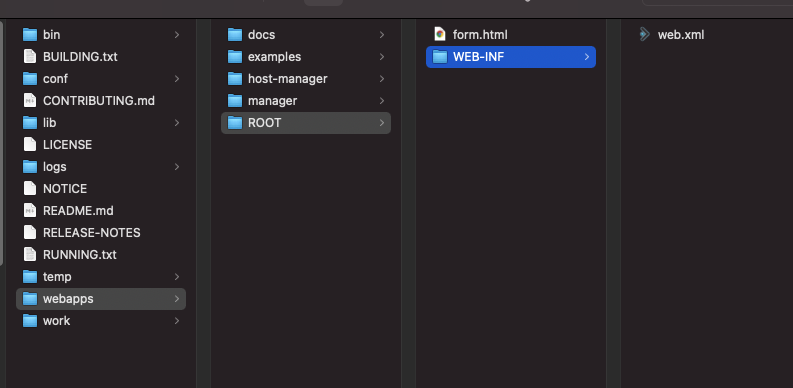 bin
BUILDING.txt
conf
CONTRIBUTING.md
lib
LICENSE
logs
NOTICE
README.md
RELEASE-NOTES
RUNNING.txt
temp
webapps
work
docs
examples
host-manager
manager
ROOT
form.html
WEB-INF
web.xml